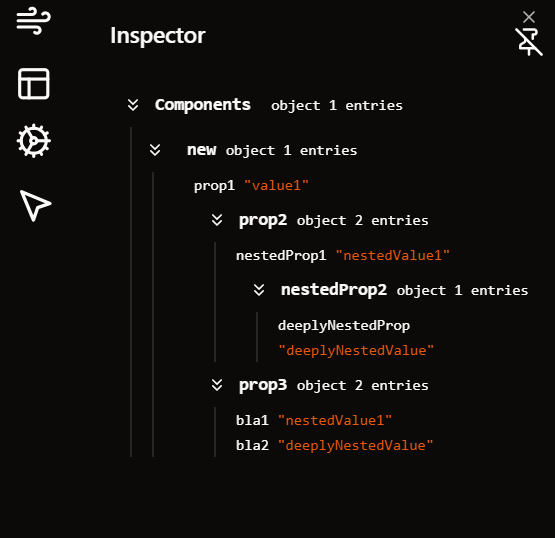 Inspector
Components object 1 entries
new object 1 entries
prop1 "value1"
prop2 object 2 entries
nestedProp1 "nestedValue1"
nestedProp2 object 1 entries
deeplyNestedProp
"deeplyNestedValue"
prop3 object 2 entries
bla1 "nestedValue1"
bla2 "deeplyNestedValue"